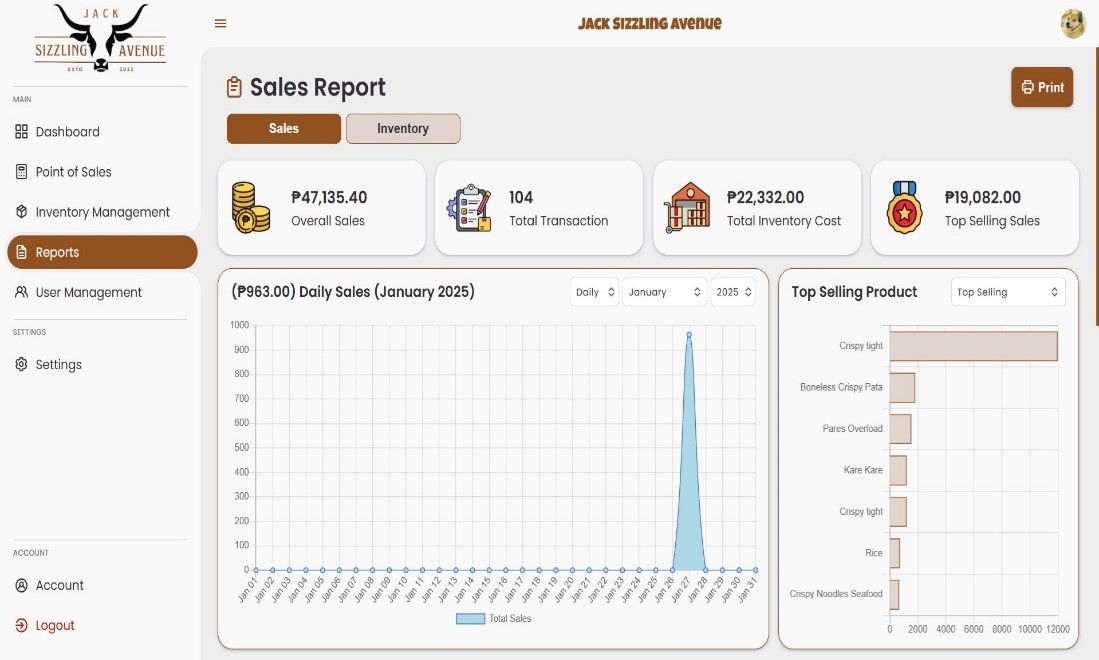 JACK
SIZZLING AVENUE
ESTD 2022
JACK SIZZLING AVENUE
MAIN
Dashboard
Point of Sales
Inventory Management
Reports
User Management
SETTINGS
Settings
ACCOUNT
Account
Logout
Sales Report
Print
Sales
Inventory
₱47,135.40
Overall Sales
104
Total Transaction
₱22,332.00
Total Inventory Cost
₱19,082.00
Top Selling Sales
(₱963.00) Daily Sales (January 2025)
Daily
January
2025
1000
900
800
700
600
500
400
300
200
100
0
Jan 01
Jan 02
Jan 03
Jan 04
Jan 05
Jan 06
Jan 07
Jan 08
Jan 09
Jan 10
Jan 11
Jan 12
Jan 13
Jan 14
Jan 15
Jan 16
Jan 17
Jan 18
Jan 19
Jan 20
Jan 21
Jan 22
Jan 23
Jan 24
Jan 25
Jan 26
Jan 27
Jan 28
Jan 29
Jan 30
Jan 31
Total Sales
Top Selling Product
Top Selling
Crispy tight
Boneless Crispy Pata
Pares Overload
Kare Kare
Crispy tight
Rice
Crispy Noodles Seafood
0 2000 4000 6000 8000 10000 12000